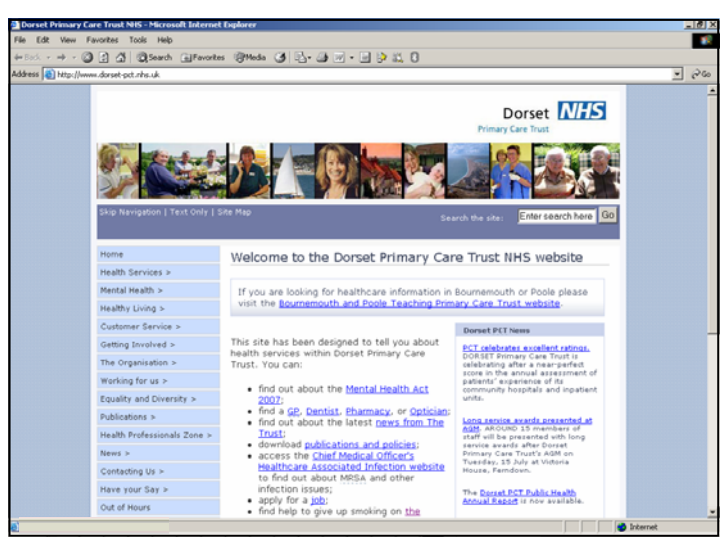 Dorset Primary Care Trust NHS - Microsoft Internet Explorer
File Edit View Favorites Tools Help
Back Search Favorites Media
Address http://www.dorset-pct.nhs.uk Go
Dorset NHS
Primary Care Trust
Skip Navigation | Text Only | Site Map
Search the site: Enter search here Go
Home
Health Services >
Mental Health >
Healthy Living >
Customer Service >
Getting Involved >
The Organisation >
Working for us >
Equality and Diversity >
Publications >
Health Professionals Zone >
News >
Contacting Us >
Have your Say >
Out of Hours
Welcome to the Dorset Primary Care Trust NHS website
If you are looking for healthcare information in Bournemouth or Poole please
visit the Bournemouth and Poole Teaching Primary Care Trust website.
This site has been designed to tell you about
health services within Dorset Primary Care
Trust. You can:
find out about the Mental Health Act
2007;
find a GP, Dentist, Pharmacy, or Optician;
find out about the latest news from The
Trust;
download publications and policies;
access the Chief Medical Officer's
Healthcare Associated Infection website
to find out about MRSA and other
infection issues;
apply for a job;
find help to give up smoking on the
Dorset PCT News
PCT celebrates excellent ratings.
DORSET Primary Care Trust is
celebrating after a near-perfect
score in the annual assessment of
patients' experience of its
community hospitals and inpatient
units.
Long service awards presented at
AGM. AROUND 15 members of
staff will be presented with long
service awards after Dorset
Primary Care Trust's AGM on
Tuesday, 15 July at Victoria
House, Ferndown.
The Dorset PCT Public Health
Annual Report is now available.
Internet